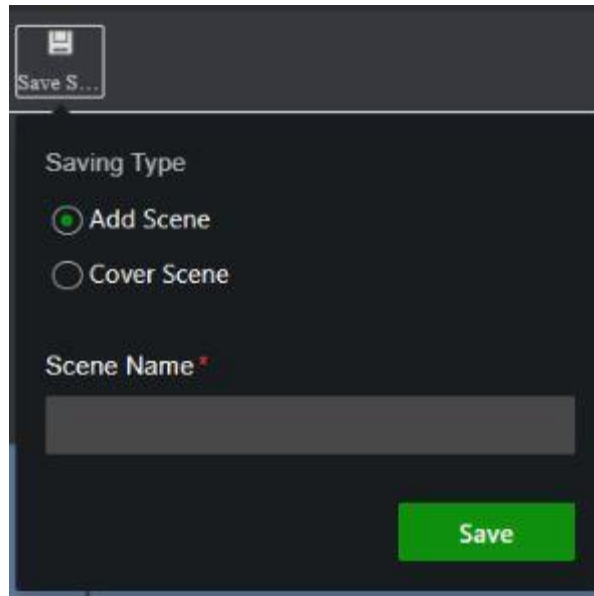 Save S...
Saving Type
Add Scene
Cover Scene
Scene Name*
Save